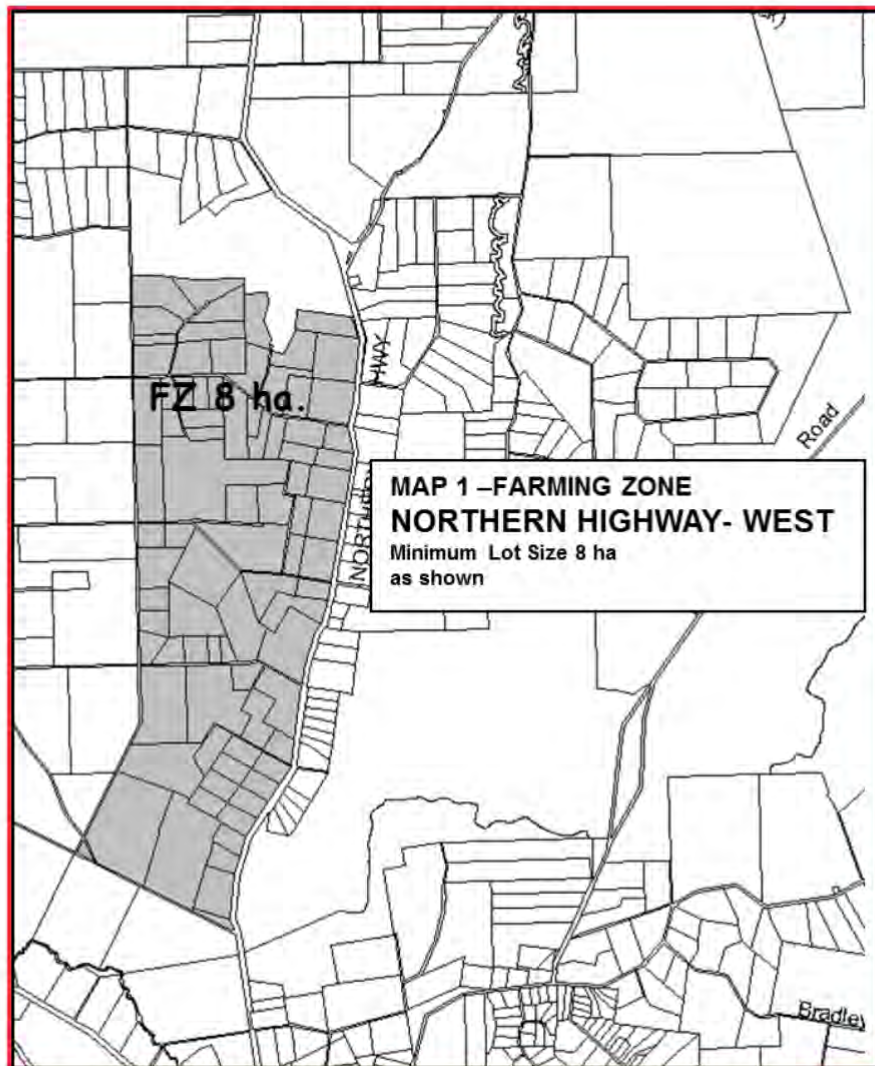 HWY
FZ 8 ha.
Road
MAP 1 –FARMING ZONE
NORTHERN HIGHWAY- WEST
Minimum Lot Size 8 ha
as shown
Bradley